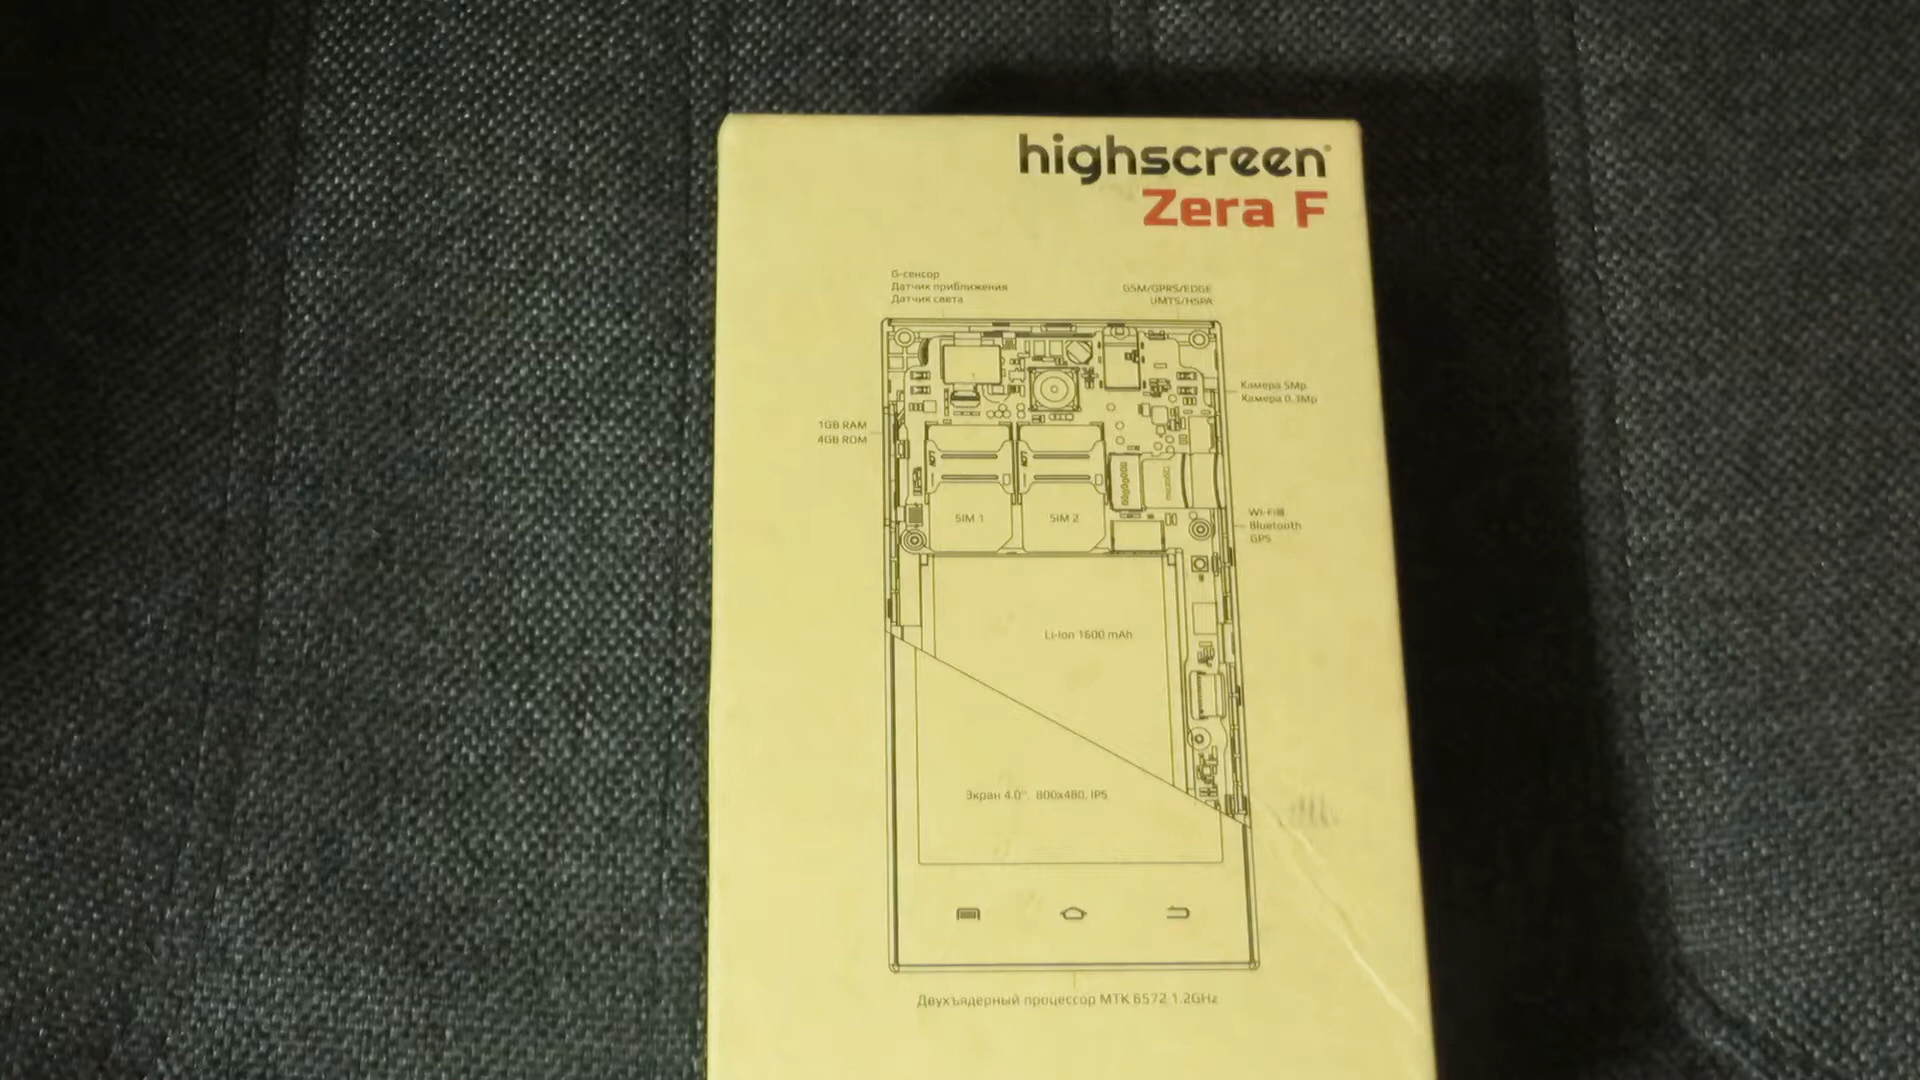 highscreen®
Zera F
G-сенсор
Датчик приближения
Датчик света
GSM/GPRS/EDGE
UMTS/HSPA
Камера 5Mp
Камера 0.3Mp
1GB RAM
4GB ROM
SIM 1
SIM 2
Wi-Fi
Bluetooth
GPS
Li-Ion 1600 mAh
Экран 4.0'', 800x480, IPS
Двухъядерный процессор MTK 6572 1.2GHz